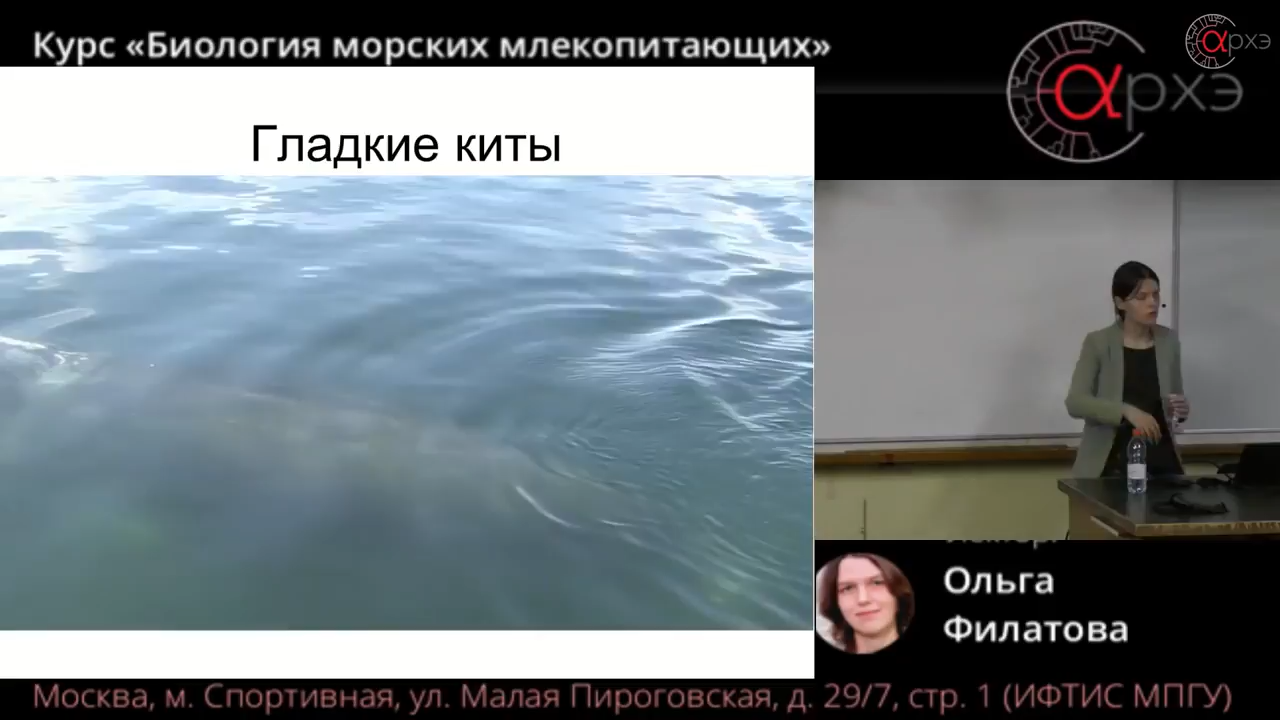 Курс «Биология морских млекопитающих»
αрхэ
αрхэ
Гладкие киты
Ольга
Филатова
Москва, м. Спортивная, ул. Малая Пироговская, д. 29/7, стр. 1 (ИФТИС МПГУ)